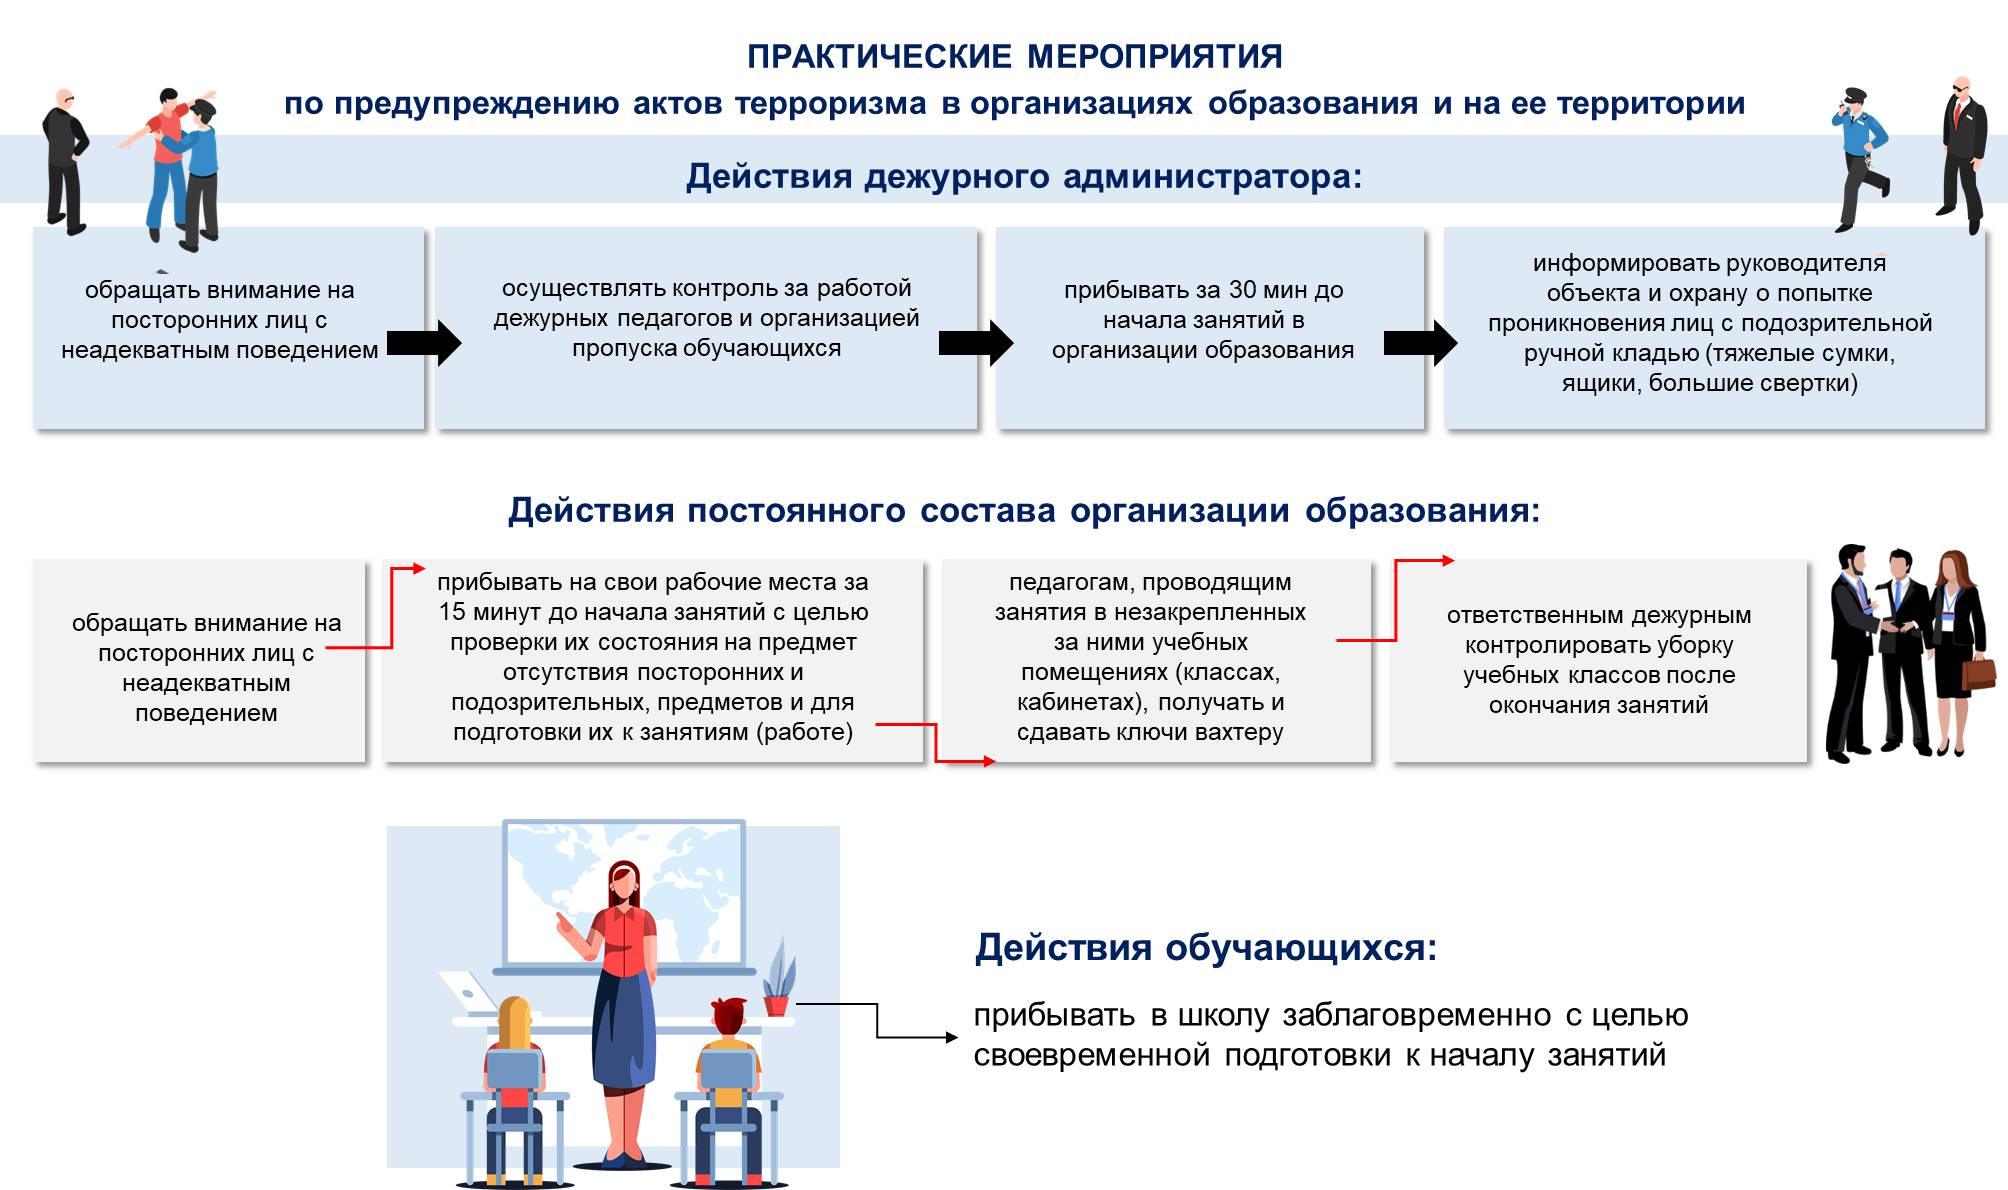 ПРАКТИЧЕСКИЕ МЕРОПРИЯТИЯ
по предупреждению актов терроризма в организациях образования и на ее территории
Действия дежурного администратора:
обращать внимание на
посторонних лиц с
неадекватным поведением
осуществлять контроль за работой
дежурных педагогов и организацией
пропуска обучающихся
прибывать за 30 мин до
начала занятий в
организации образования
информировать руководителя
объекта и охрану о попытке
проникновения лиц с подозрительной
ручной кладью (тяжелые сумки,
ящики, большие свертки)
Действия постоянного состава организации образования:
обращать внимание на
посторонних лиц с
неадекватным
поведением
прибывать на свои рабочие места за
15 минут до начала занятий с целью
проверки их состояния на предмет
отсутствия посторонних и
подозрительных, предметов и для
подготовки их к занятиям (работе)
педагогам, проводящим
занятия в незакрепленных
за ними учебных
помещениях (классах,
кабинетах), получать и
сдавать ключи вахтеру
ответственным дежурным
контролировать уборку
учебных классов после
окончания занятий
Действия обучающихся:
прибывать в школу заблаговременно с целью
своевременной подготовки к началу занятий